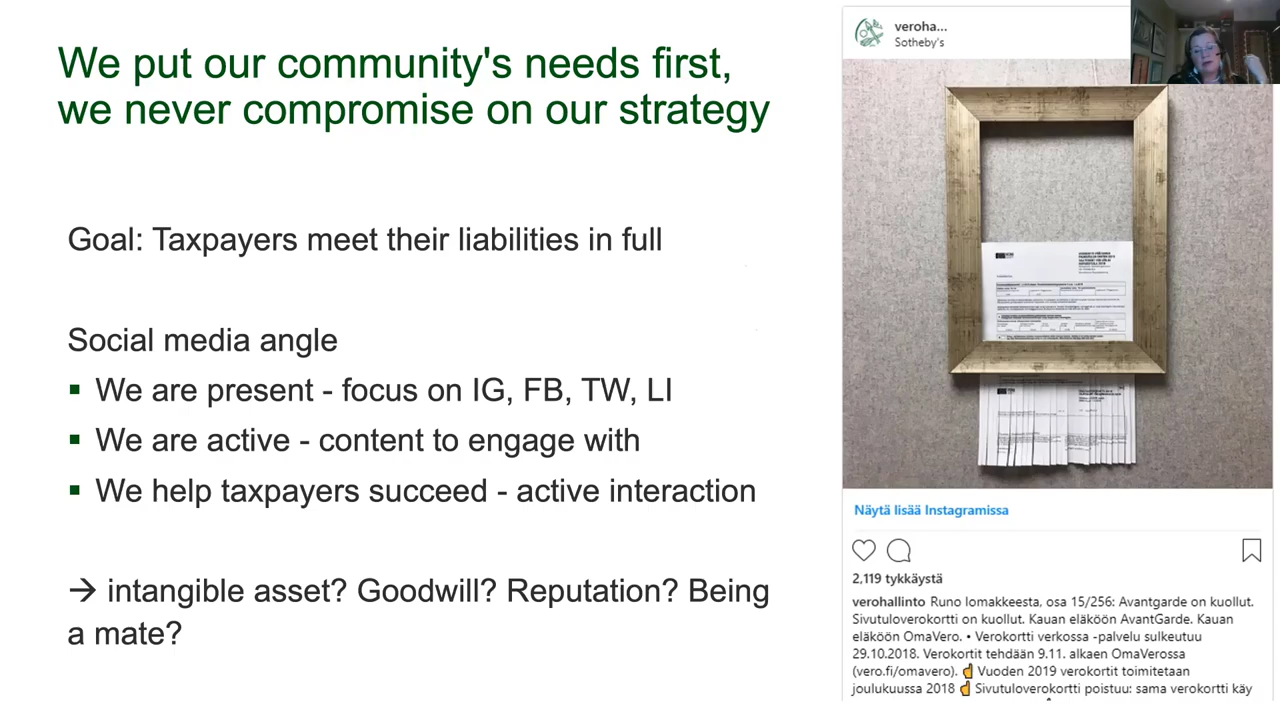 We put our community's needs first,
we never compromise on our strategy
Goal: Taxpayers meet their liabilities in full
Social media angle
▪ We are present - focus on IG, FB, TW, LI
▪ We are active - content to engage with
▪ We help taxpayers succeed - active interaction
→ intangible asset? Goodwill? Reputation? Being
a mate?
veroha...
Sotheby's
Näytä lisää Instagramissa
2,119 tykkäystä
verohallinto Runo lomakkeesta, osa 15/256: Avantgarde on kuollut.
Sivutuloverokortti on kuollut. Kauan eläköön AvantGarde. Kauan
eläköön OmaVero. • Verokortti verkossa -palvelu sulkeutuu
29.10.2018. Verokortit tehdään 9.11. alkaen OmaVerossa
(vero.fi/omavero). ☝ Vuoden 2019 verokortit toimitetaan
joulukuussa 2018 ☝ Sivutuloverokortti poistuu: sama verokortti käy